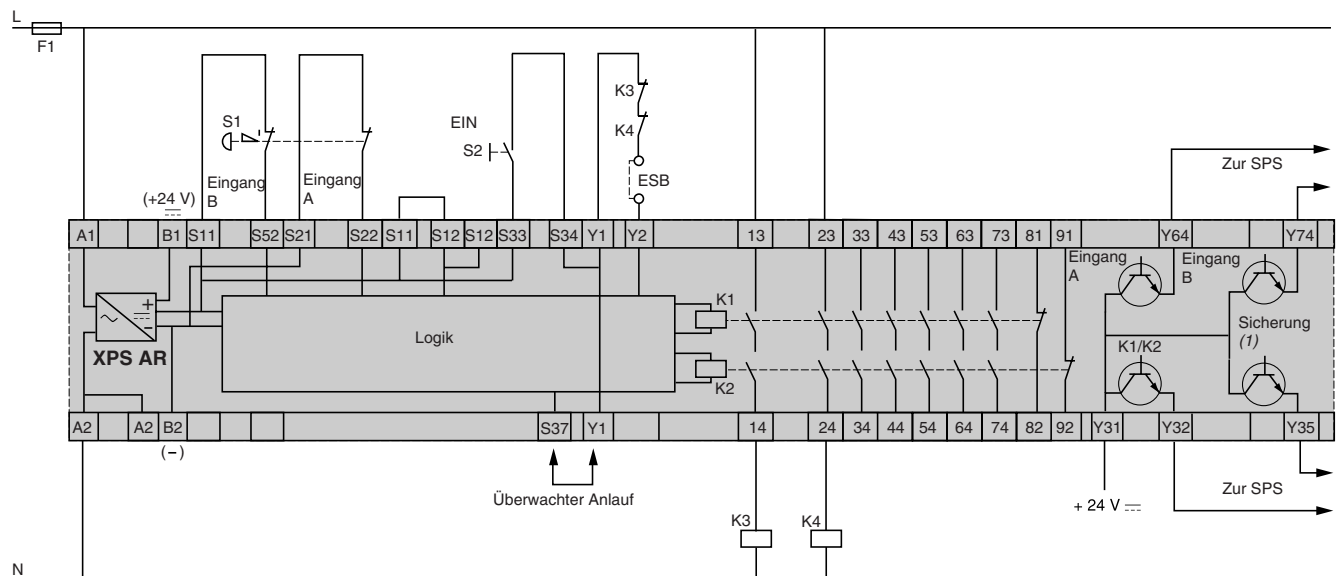 L
F1
K3
S1
EIN
K4
S2
Zur SPS
Eingang
B
Eingang
A
ESB
(+24 V)
A1 B1 S11 S52 S21 S22 S11 S12 S12 S33 S34 Y1 Y2 13 23 33 43 53 63 73 81 91 Y64 Y74
Eingang
A
Eingang
B
+
-
~
K1
Logik
Sicherung
(1)
XPS AR
K1/K2
K2
A2 A2 B2 S37 Y1 14 24 34 44 54 64 74 82 92 Y31 Y32 Y35
(-)
Überwachter Anlauf
+ 24 V
Zur SPS
K3
K4
N